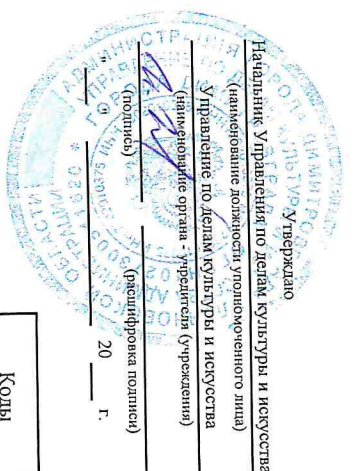 Утверждаю
Начальник Управления по делам культуры и искусства
(наименование должности уполномоченного лица)
Управление по делам культуры и искусства
(наименование органа - учредителя (учреждения)
(подпись) (расшифровка подписи)
" " 20 г.
Коды